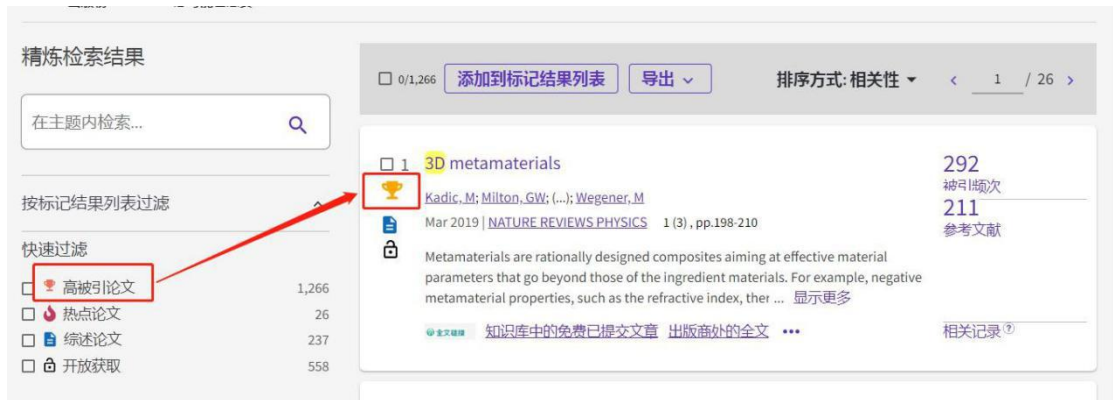 精炼检索结果
在主题内检索...
按标记结果列表过滤
快速过滤
高被引论文 1,266
热点论文 26
综述论文 237
开放获取 558
0/1,266 添加到标记结果列表 导出 排序方式:相关性 < 1 / 26 >
1 3D metamaterials
Kadic, M; Milton, GW; (...); Wegener, M
Mar 2019 | NATURE REVIEWS PHYSICS 1 (3) , pp.198-210
Metamaterials are rationally designed composites aiming at effective material
parameters that go beyond those of the ingredient materials. For example, negative
metamaterial properties, such as the refractive index, ther ... 显示更多
全文链接 知识库中的免费已提交文章 出版商处的全文 •••
292
被引频次
211
参考文献
相关记录